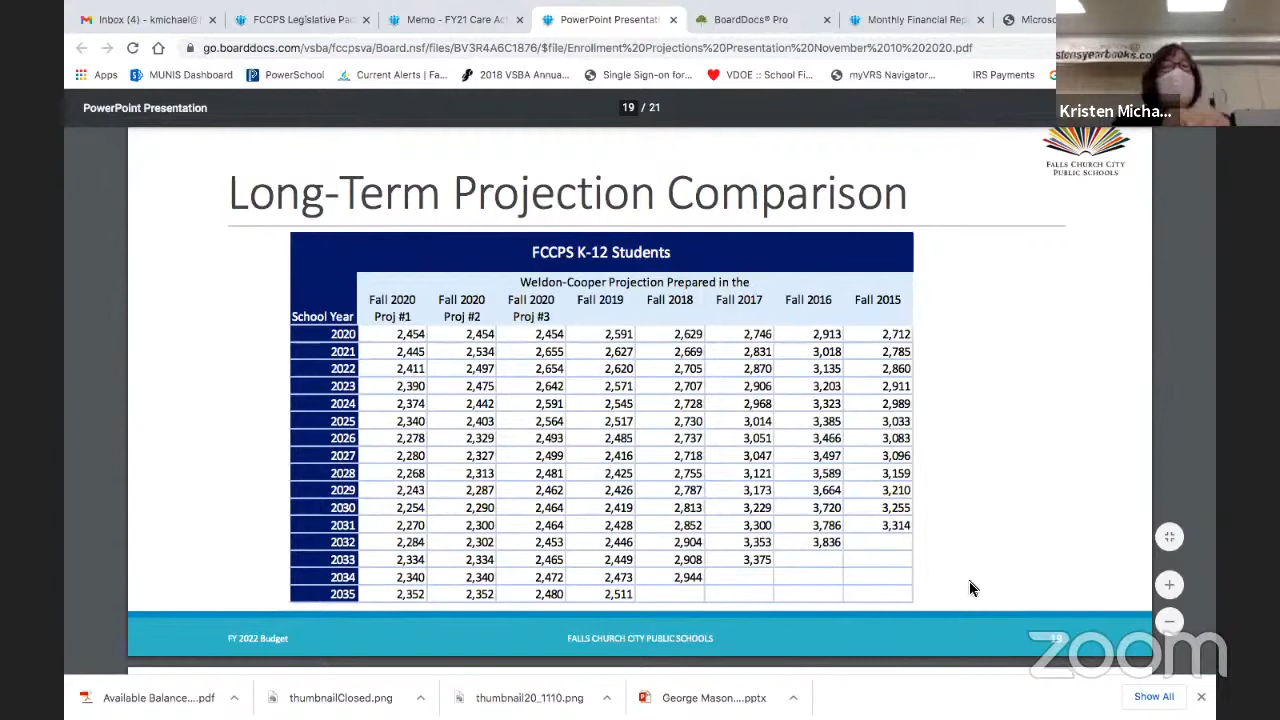 Inbox (4) - kmichael@
FCCPS Legislative Pac
Memo - FY21 Care Act
PowerPoint Presentati
BoardDocs® Pro
Monthly Financial Rep
Microso
go.boarddocs.com/vsba/fccpsva/Board.nsf/files/BV3R4A6C1876/$file/Enrollment%20Projections%20Presentation%20November%2010%202020.pdf
Apps
MUNIS Dashboard
PowerSchool
Current Alerts | Fa...
2018 VSBA Annua...
Single Sign-on for...
VDOE :: School Fi...
myVRS Navigator...
IRS Payments
PowerPoint Presentation
19 / 21
stensyearbooks.com
Kristen Micha...
FALLS CHURCH CITY
PUBLIC SCHOOLS
Long-Term Projection Comparison
FCCPS K-12 Students
Weldon-Cooper Projection Prepared in the
School Year Fall 2020 Proj #1 Fall 2020 Proj #2 Fall 2020 Proj #3 Fall 2019 Fall 2018 Fall 2017 Fall 2016 Fall 2015
2020 2,454 2,454 2,454 2,591 2,629 2,746 2,913 2,712
2021 2,445 2,534 2,655 2,627 2,669 2,831 3,018 2,785
2022 2,411 2,497 2,654 2,620 2,705 2,870 3,135 2,860
2023 2,390 2,475 2,642 2,571 2,707 2,906 3,203 2,911
2024 2,374 2,442 2,591 2,545 2,728 2,968 3,323 2,989
2025 2,340 2,403 2,564 2,517 2,730 3,014 3,385 3,033
2026 2,278 2,329 2,493 2,485 2,737 3,051 3,466 3,083
2027 2,280 2,327 2,499 2,416 2,718 3,047 3,497 3,096
2028 2,268 2,313 2,481 2,425 2,755 3,121 3,589 3,159
2029 2,243 2,287 2,462 2,426 2,787 3,173 3,664 3,210
2030 2,254 2,290 2,464 2,419 2,813 3,229 3,720 3,255
2031 2,270 2,300 2,464 2,428 2,852 3,300 3,786 3,314
2032 2,284 2,302 2,453 2,446 2,904 3,353 3,836
2033 2,334 2,334 2,465 2,449 2,908 3,375
2034 2,340 2,340 2,472 2,473 2,944
2035 2,352 2,352 2,480 2,511
FY 2022 Budget
FALLS CHURCH CITY PUBLIC SCHOOLS
19
zoom
Available Balance....pdf
thumbnailClosed.png
thumbnail20_1110.png
George Mason....pptx
Show All